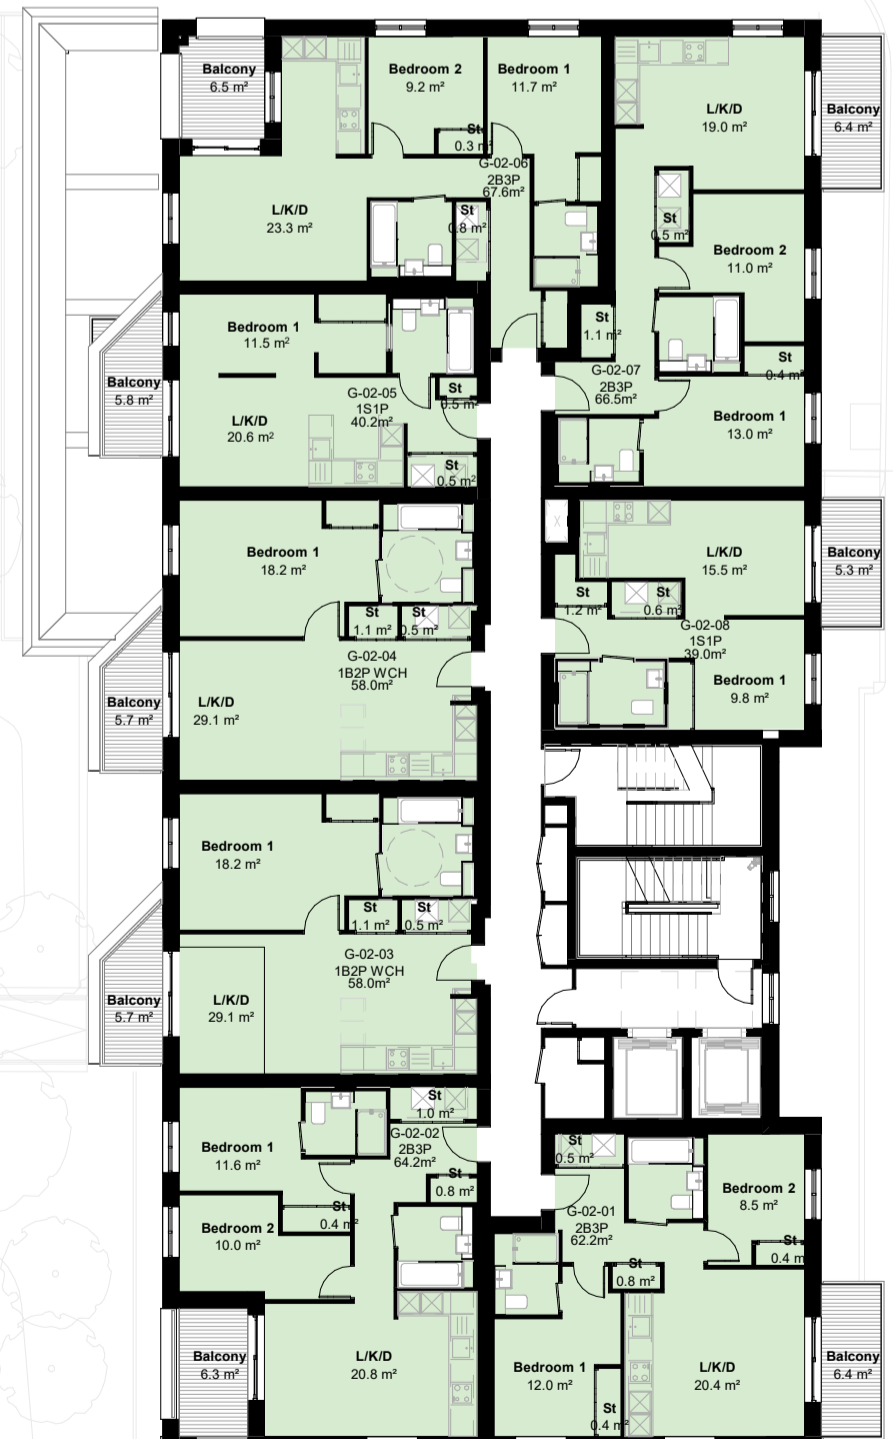 Balcony
6.5 m²
Bedroom 2
9.2 m²
Bedroom 1
11.7 m²
L/K/D
19.0 m²
Balcony
6.4 m²
St
0.3 m²
G-02-06
2B3P
67.6m²
L/K/D
23.3 m²
St
0.8 m²
St
0.5 m²
Bedroom 2
11.0 m²
Bedroom 1
11.5 m²
St
1.1 m²
G-02-07
2B3P
66.5m²
St
0.4 m²
Balcony
5.8 m²
G-02-05
1S1P
40.2m²
St
0.5 m²
L/K/D
20.6 m²
Bedroom 1
13.0 m²
St
0.5 m²
Bedroom 1
18.2 m²
L/K/D
15.5 m²
Balcony
5.3 m²
St
1.1 m²
St
0.5 m²
St
1.2 m²
St
0.6 m²
G-02-04
1B2P WCH
58.0m²
G-02-08
1S1P
39.0m²
Balcony
5.7 m²
L/K/D
29.1 m²
Bedroom 1
9.8 m²
Bedroom 1
18.2 m²
St
1.1 m²
St
0.5 m²
G-02-03
1B2P WCH
58.0m²
Balcony
5.7 m²
L/K/D
29.1 m²
St
1.0 m²
Bedroom 1
11.6 m²
G-02-02
2B3P
64.2m²
St
0.5 m²
St
0.8 m²
Bedroom 2
8.5 m²
St
0.4 m²
Bedroom 2
10.0 m²
G-02-01
2B3P
62.2m²
St
0.4 m²
St
0.8 m²
Balcony
6.3 m²
L/K/D
20.8 m²
Bedroom 1
12.0 m²
L/K/D
20.4 m²
Balcony
6.4 m²
St
0.4 m²